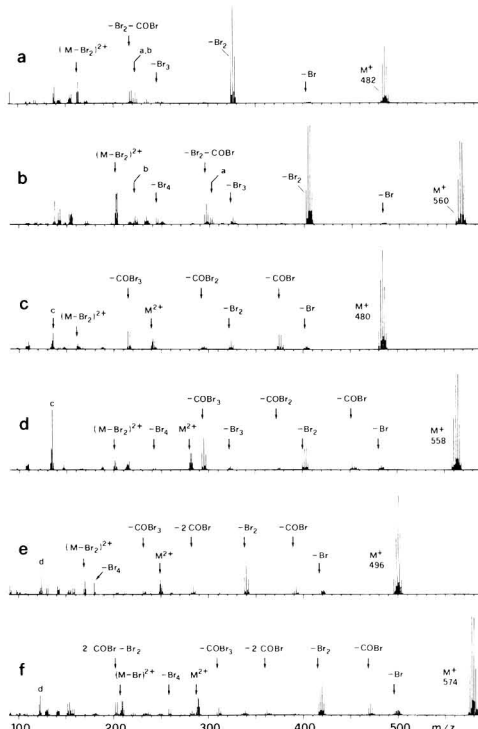 -Br2-COBr
(M-Br2)2+
a,b
-Br3
-Br2
-Br
M+
482
a
(M-Br2)2+
b
-Br4
-Br2-COBr
a
-Br3
-Br2
-Br
M+
560
b
-COBr3
-COBr2
-COBr
c
(M-Br2)2+
M2+
-Br2
-Br
M+
480
c
-COBr3
-COBr2
-COBr
c
(M-Br2)2+
-Br4
M2+
-Br3
-Br2
-Br
M+
558
d
-COBr3
-2 COBr
-Br2
-COBr
d
(M-Br2)2+
-Br4
M2+
-Br
M+
496
e
2 COBr-Br2
-COBr3
-2 COBr
-Br2
-COBr
d
(M-Br)2+
-Br4
M2+
-Br
M+
574
f
100 200 300 400 500 m/z